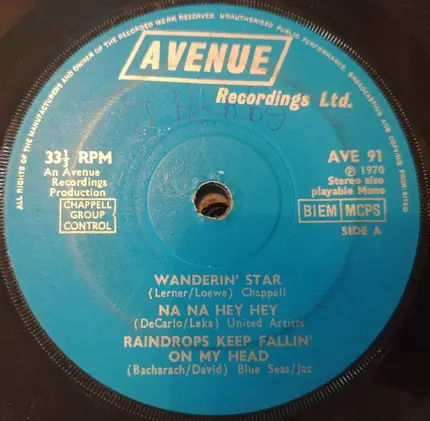 ALL RIGHTS OF THE MANUFACTURERS AND OWNER OF THE RECORDED WORK RESERVED. UNAUTHORISED PUBLIC PERFORMANCE, BROADCASTING AND COPYING PROHIBITED
AVENUE
Recordings Ltd.
33⅓ RPM
An Avenue
Recordings
Production
CHAPPELL
GROUP
CONTROL
AVE 91
℗ 1970
Stereo also
playable Mono
BIEM MCPS
SIDE A
WANDERIN' STAR
(Lerner/Loewe) Chappell
NA NA HEY HEY
(DeCarlo/Leka) United Artists
RAINDROPS KEEP FALLIN'
ON MY HEAD
(Bacharach/David) Blue Seas/Jac